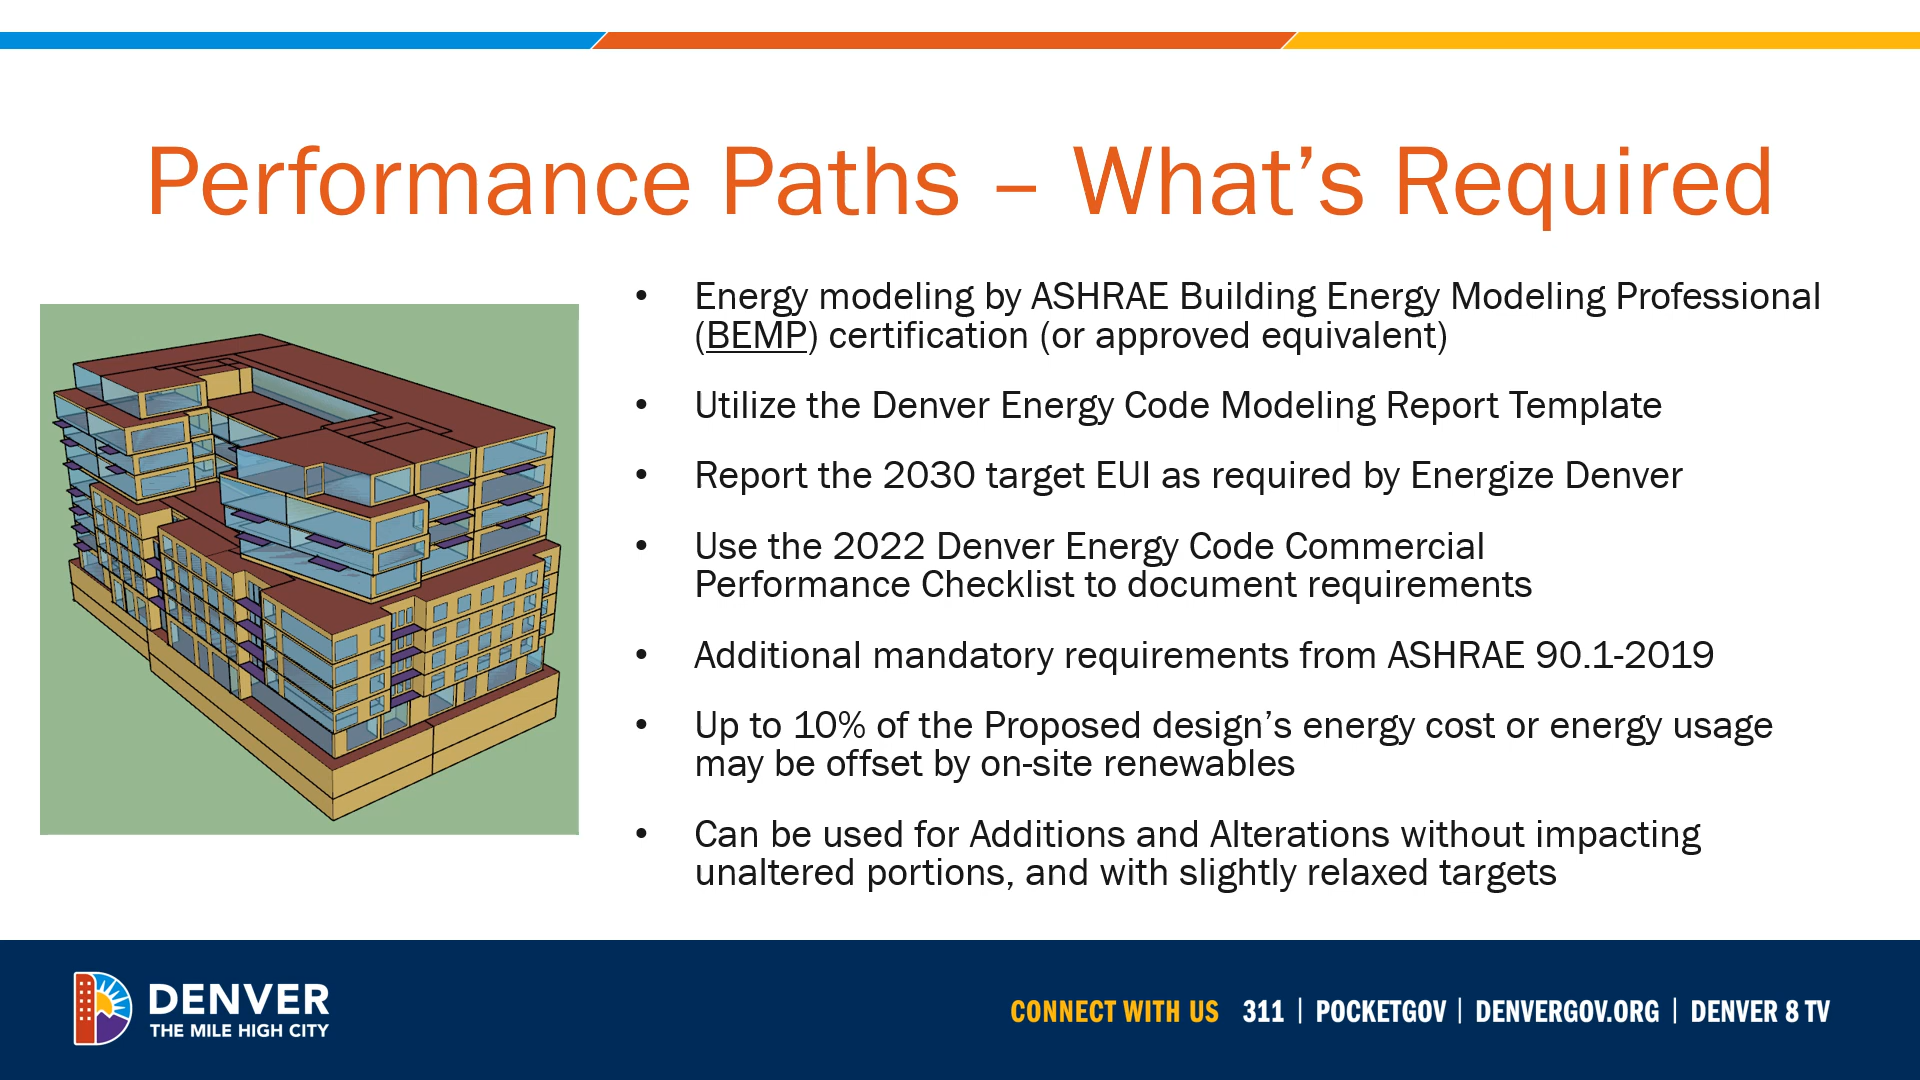 Performance Paths – What’s Required
• Energy modeling by ASHRAE Building Energy Modeling Professional
(BEMP) certification (or approved equivalent)
• Utilize the Denver Energy Code Modeling Report Template
• Report the 2030 target EUI as required by Energize Denver
• Use the 2022 Denver Energy Code Commercial
Performance Checklist to document requirements
• Additional mandatory requirements from ASHRAE 90.1-2019
• Up to 10% of the Proposed design’s energy cost or energy usage
may be offset by on-site renewables
• Can be used for Additions and Alterations without impacting
unaltered portions, and with slightly relaxed targets
DENVER
THE MILE HIGH CITY
CONNECT WITH US 311 | POCKETGOV | DENVERGOV.ORG | DENVER 8 TV